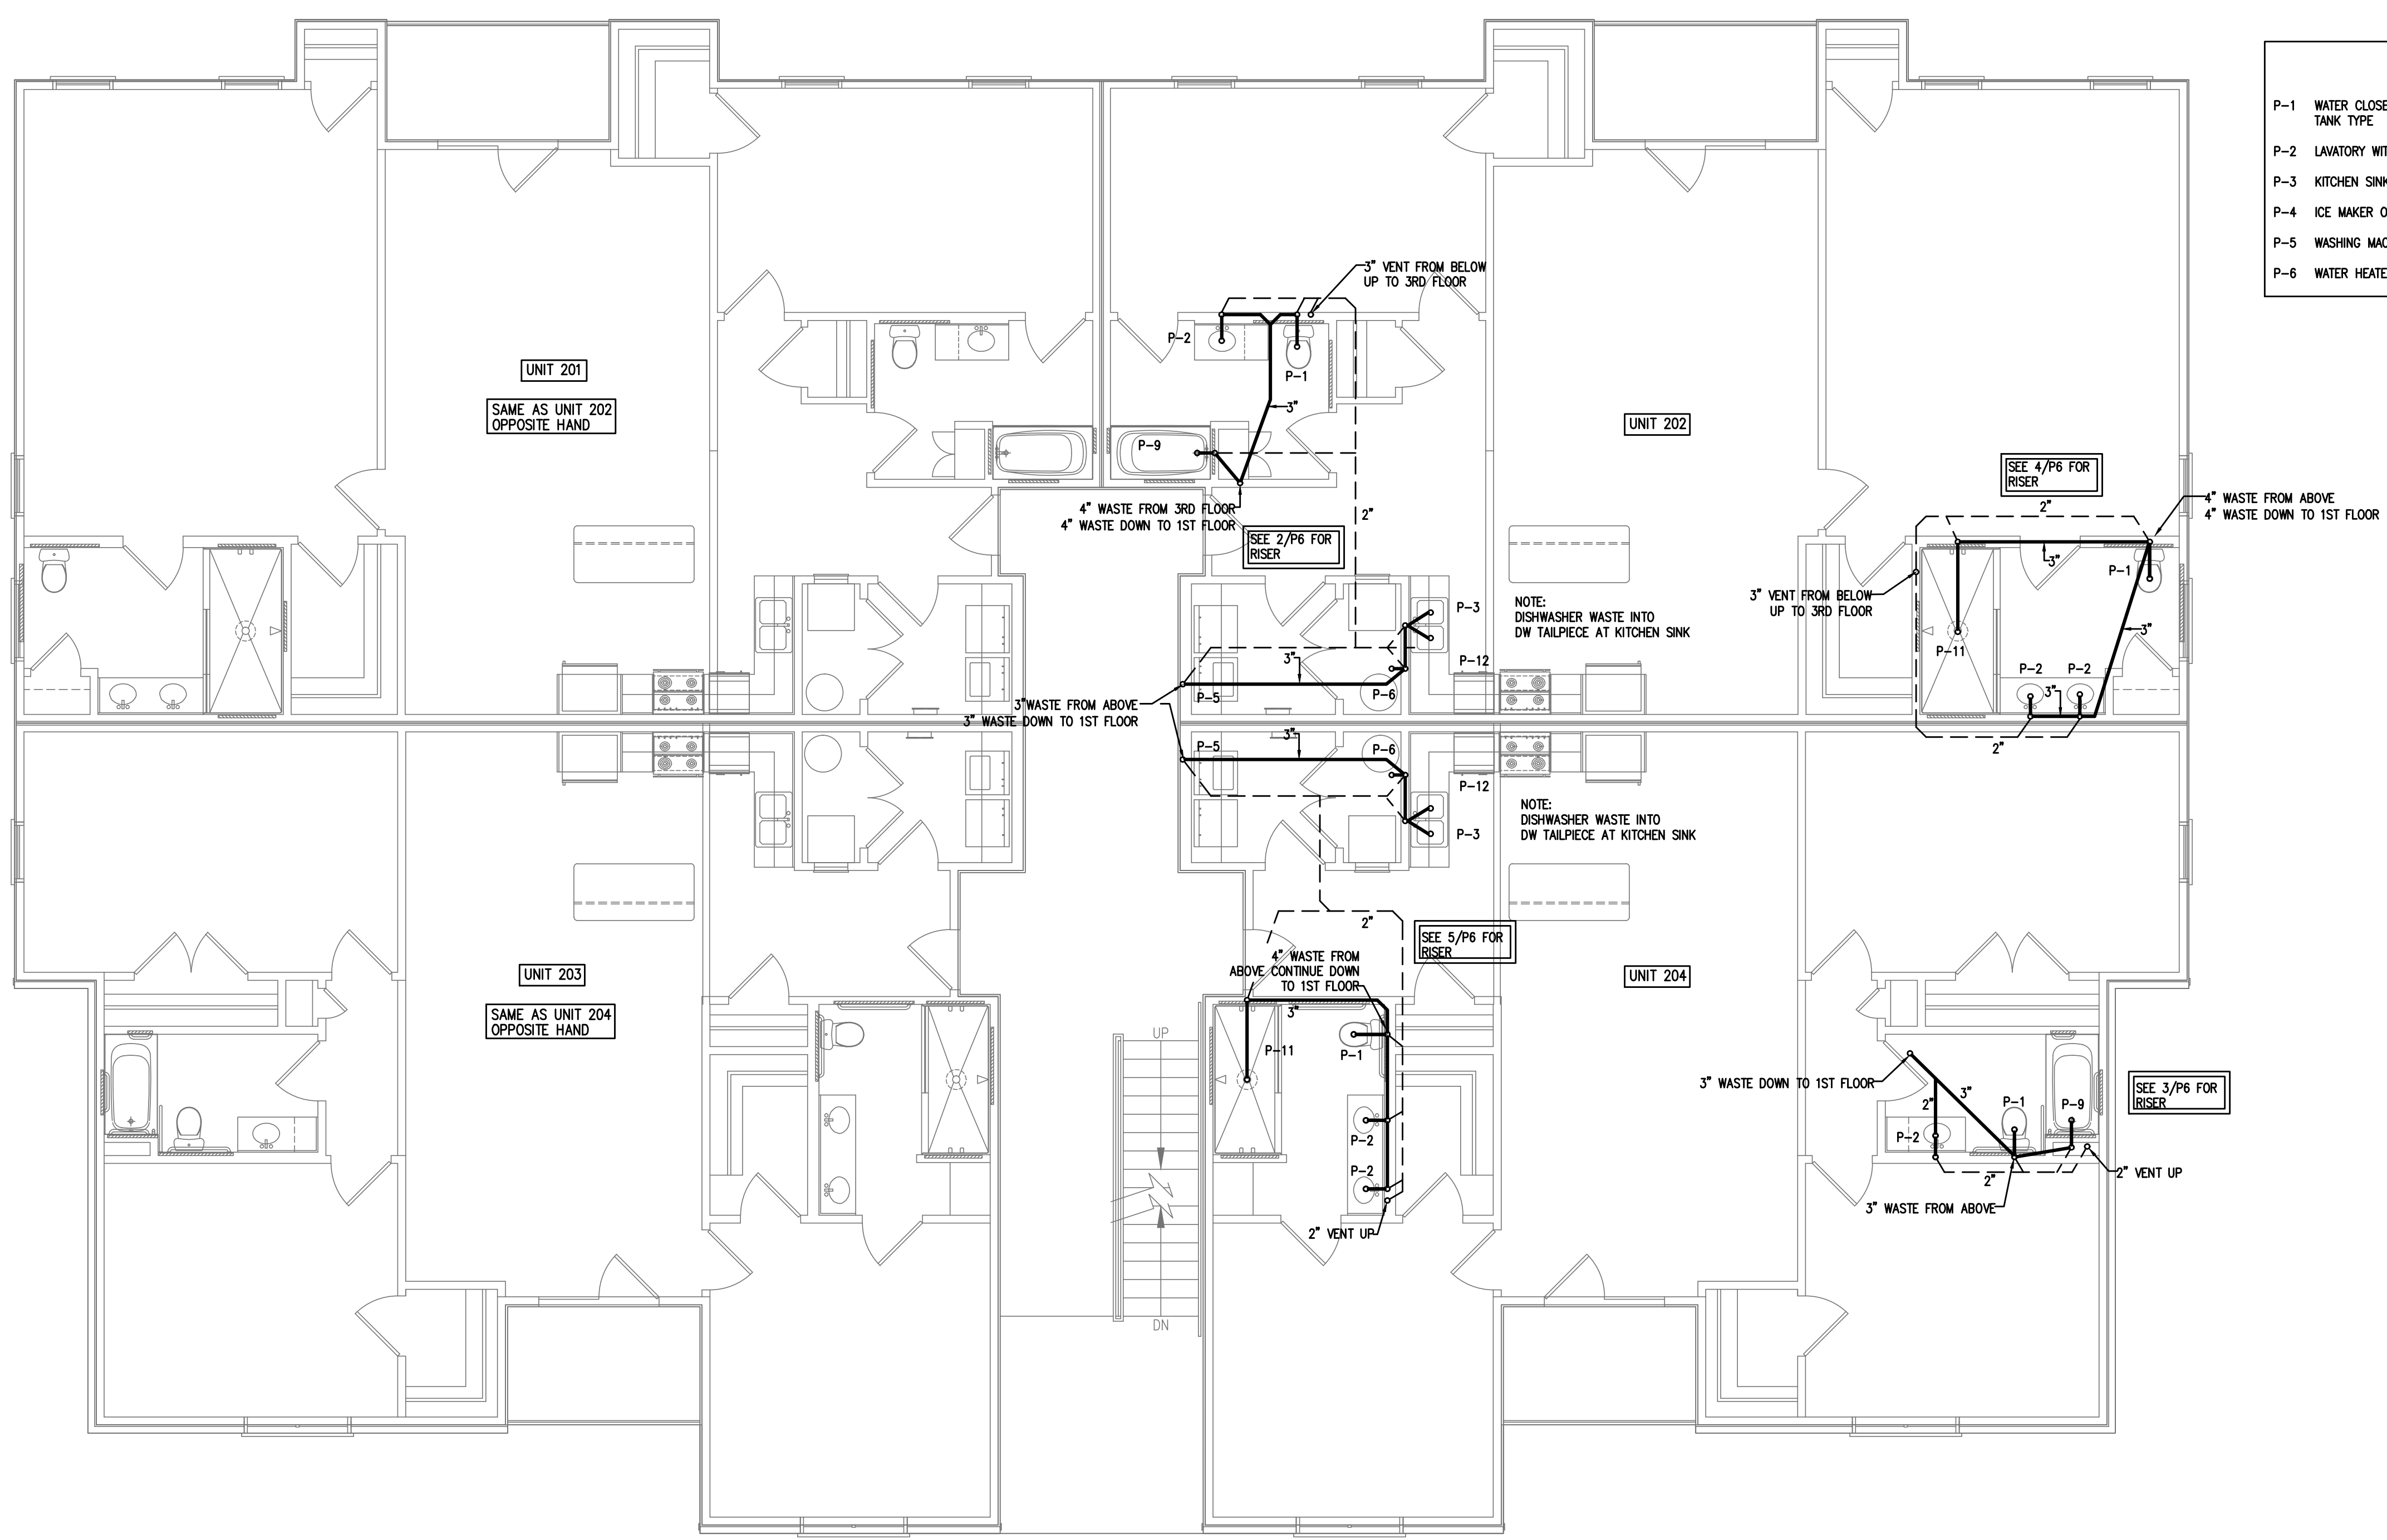 P-1 WATER CLOSE
TANK TYPE
P-2 LAVATORY WIT
P-3 KITCHEN SINK
P-4 ICE MAKER O
P-5 WASHING MAC
P-6 WATER HEATE
3" VENT FROM BELOW
UP TO 3RD FLOOR
P-2
P-1
3"
P-9
UNIT 201
SAME AS UNIT 202
OPPOSITE HAND
UNIT 202
4" WASTE FROM 3RD FLOOR
4" WASTE DOWN TO 1ST FLOOR
2"
SEE 2/P6 FOR
RISER
SEE 4/P6 FOR
RISER
2"
4" WASTE FROM ABOVE
4" WASTE DOWN TO 1ST FLOOR
3"
P-1
3" VENT FROM BELOW
UP TO 3RD FLOOR
3"
P-11
P-2
P-2
3"
2"
P-3
NOTE:
DISHWASHER WASTE INTO
DW TAILPIECE AT KITCHEN SINK
3"
P-12
P-5
P-6
3"WASTE FROM ABOVE
3" WASTE DOWN TO 1ST FLOOR
3"
P-5
P-6
P-12
NOTE:
DISHWASHER WASTE INTO
DW TAILPIECE AT KITCHEN SINK
P-3
2"
SEE 5/P6 FOR
RISER
4" WASTE FROM
ABOVE CONTINUE DOWN
TO 1ST FLOOR
UNIT 203
SAME AS UNIT 204
OPPOSITE HAND
UNIT 204
3"
UP
P-11
P-1
P-2
P-2
2" VENT UP
DN
3" WASTE DOWN TO 1ST FLOOR
3"
2"
P-1
P-9
P-2
SEE 3/P6 FOR
RISER
2"
2" VENT UP
3" WASTE FROM ABOVE